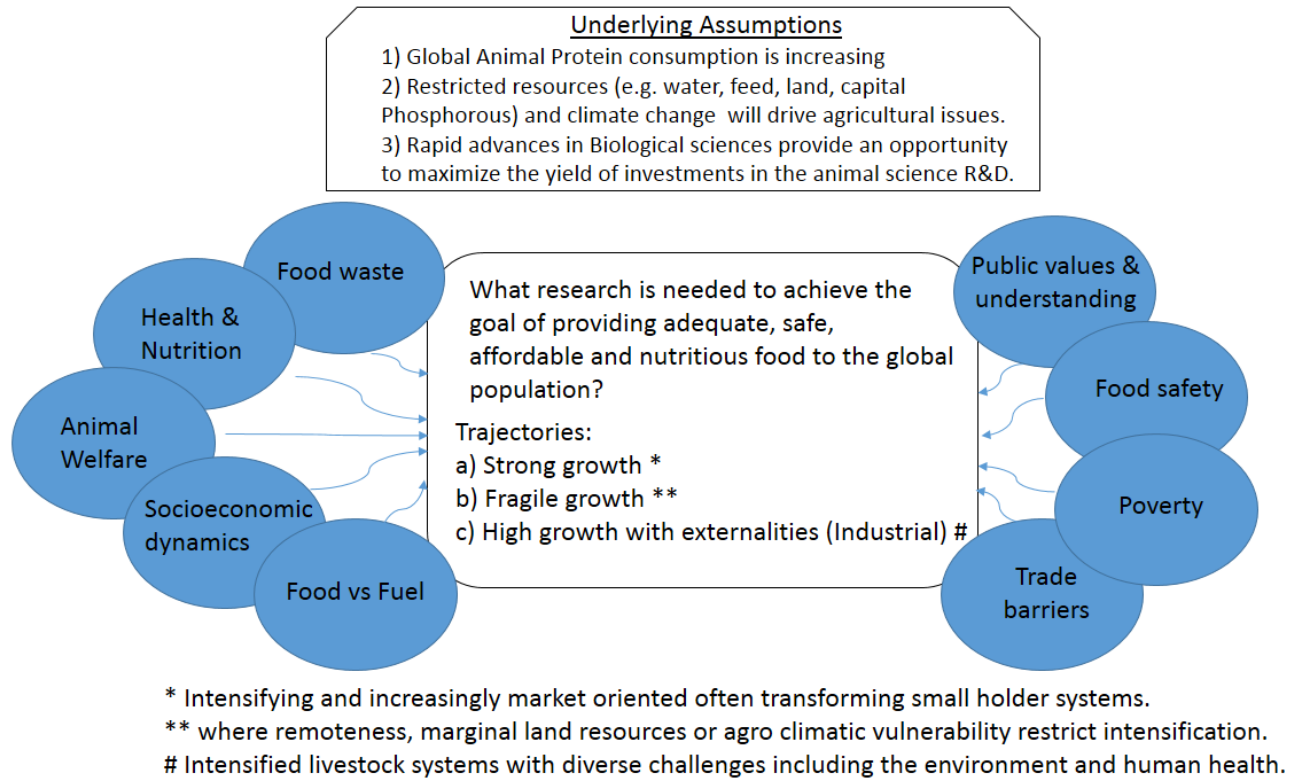 Underlying Assumptions
1) Global Animal Protein consumption is increasing
2) Restricted resources (e.g. water, feed, land, capital
Phosphorous) and climate change will drive agricultural issues.
3) Rapid advances in Biological sciences provide an opportunity
to maximize the yield of investments in the animal science R&D.
Food waste
Health &
Nutrition
Animal
Welfare
Socioeconomic
dynamics
Food vs Fuel
What research is needed to achieve the
goal of providing adequate, safe,
affordable and nutritious food to the global
population?
Trajectories:
a) Strong growth *
b) Fragile growth **
c) High growth with externalities (Industrial) #
Public values &
understanding
Food safety
Poverty
Trade
barriers
* Intensifying and increasingly market oriented often transforming small holder systems.
** where remoteness, marginal land resources or agro climatic vulnerability restrict intensification.
# Intensified livestock systems with diverse challenges including the environment and human health.